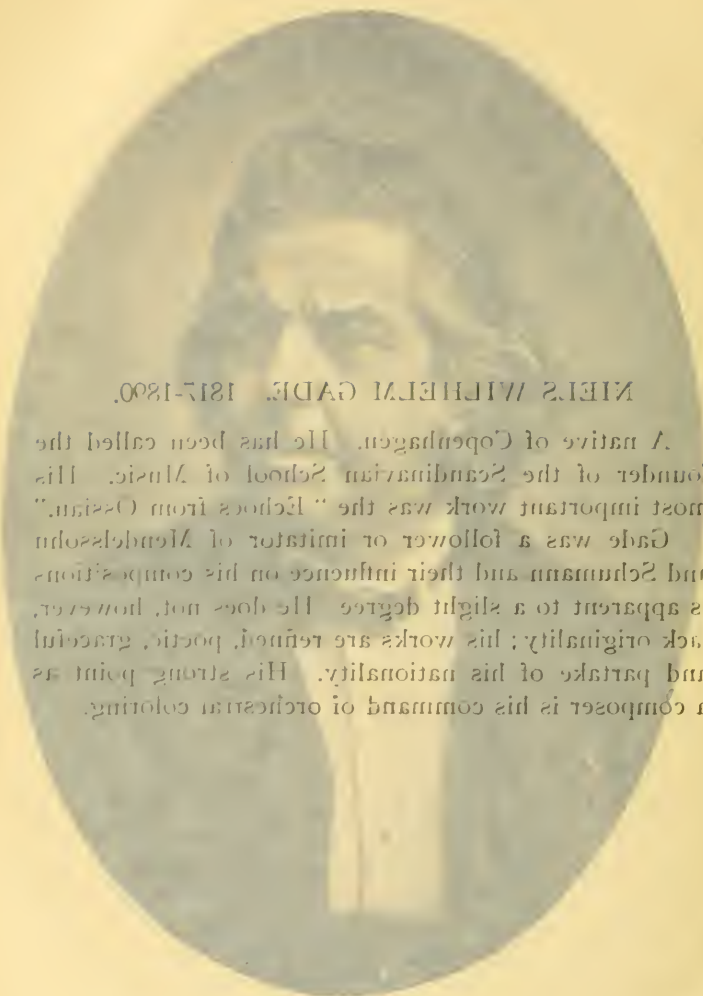 NIELS WILHELM GADE. 1817-1890.
A native of Copenhagen. He has been called the
founder of the Scandinavian School of Music. His
most important work was the "Echoes from Ossian."
Gade was a follower or imitator of Mendelssohn
and Schumann and their influence on his compositions
is apparent to a slight degree He does not, however,
lack originality; his works are refined, poetic, graceful
and partake of his nationality. His strong point as
a composer is his command of orchestral coloring.